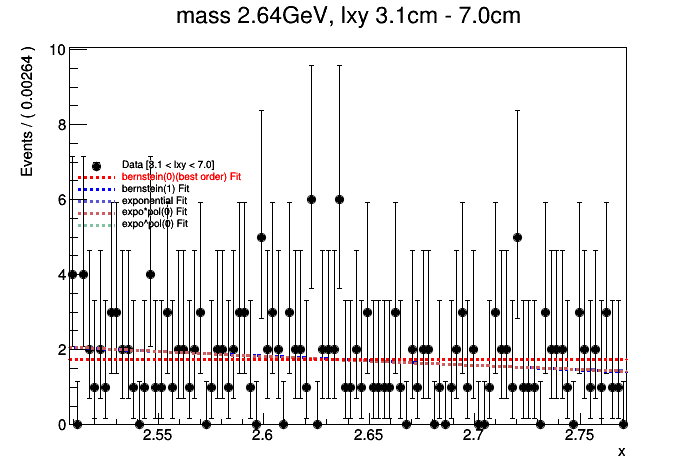 mass 2.64GeV, lxy 3.1cm - 7.0cm
Events / ( 0.00264 )
10
8
6
4
2
0
Data [3.1 < lxy < 7.0]
bernstein(0)(best order) Fit
bernstein(1) Fit
exponential Fit
expo*pol(0) Fit
expo^pol(0) Fit
2.55
2.6
2.65
2.7
2.75
x